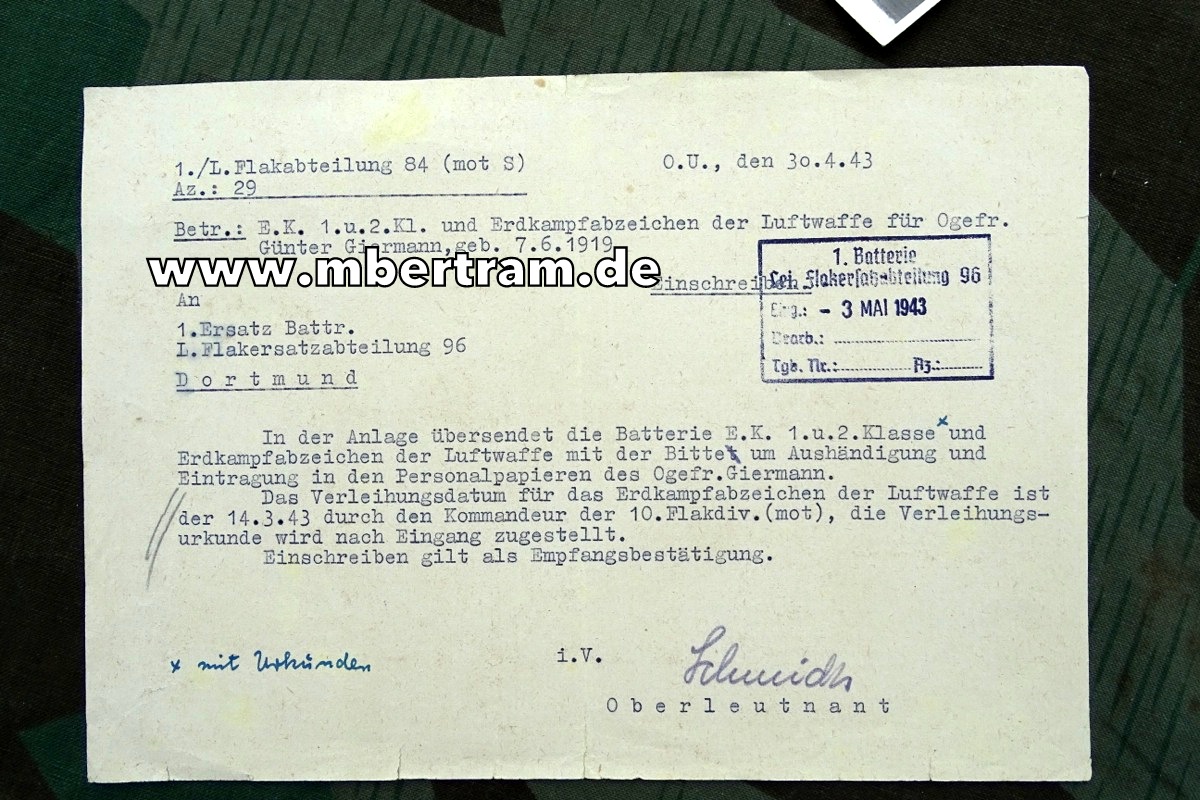 1./L.Flakabteilung 84 (mot S)
O.U., den 30.4.43
Az.: 29
Betr.: E.K. 1.u.2.Kl. und Erdkampfabzeichen der Luftwaffe für Ogefr.
Günter Giermann,geb. 7.6.1919
www.mbertram.de
Einschreiben.
1. Batterie
Lei. Flakersatzabteilung 96
Eing.: - 3 MAI 1943
Bearb.:
Tgb. Nr.: Az.:
An
1.Ersatz Battr.
L.Flakersatzabteilung 96
Dortmund
In der Anlage übersendet die Batterie E.K. 1.u.2.Klasse x und
Erdkampfabzeichen der Luftwaffe mit der Bitte um Aushändigung und
Eintragung in den Personalpapieren des Ogefr.Giermann.
Das Verleihungsdatum für das Erdkampfabzeichen der Luftwaffe ist
der 14.3.43 durch den Kommandeur der 10.Flakdiv.(mot), die Verleihungs-
urkunde wird nach Eingang zugestellt.
Einschreiben gilt als Empfangsbestätigung.
x mit Urkunden
i.V.
Schmidt
Oberleutnant